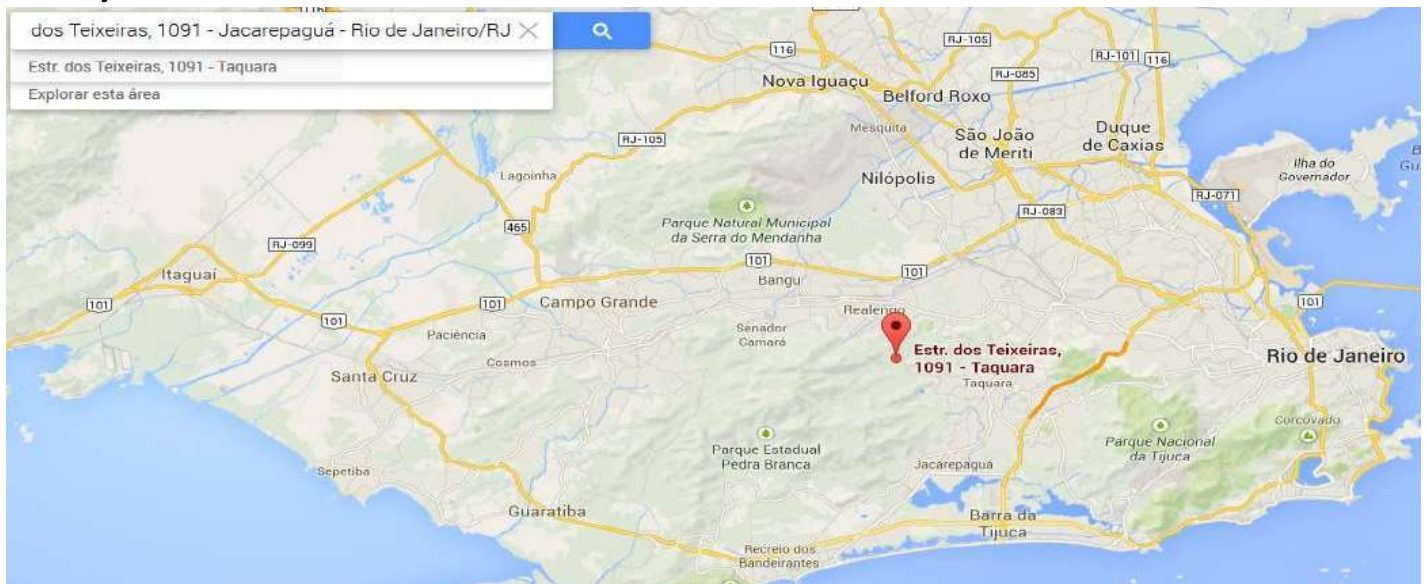 dos Teixeiras, 1091 - Jacarepaguá - Rio de Janeiro/RJ
Estr. dos Teixeiras, 1091 - Taquara
Explorar esta área
116
RJ-105
RJ-101
116
Nova Iguaçu
RJ-085
Belford Roxo
Mesquita
São João
de Meriti
Duque
de Caxias
RJ-105
Ilha do
Governador
Lagoinha
Nilópolis
RJ-071
Parque Natural Municipal
da Serra do Mendanha
RJ-083
465
RJ-099
101
101
Itaguaí
Bangu
101
101
Campo Grande
101
101
Realengo
Paciência
Senador
Camará
Cosmos
Estr. dos Teixeiras,
1091 - Taquara
Taquara
Rio de Janeiro
Santa Cruz
Corcovado
Parque Nacional
da Tijuca
Parque Estadual
Pedra Branca
Jacarepaguá
Sepetiba
Guaratiba
Barra da
Tijuca
Recreio dos
Bandeirantes